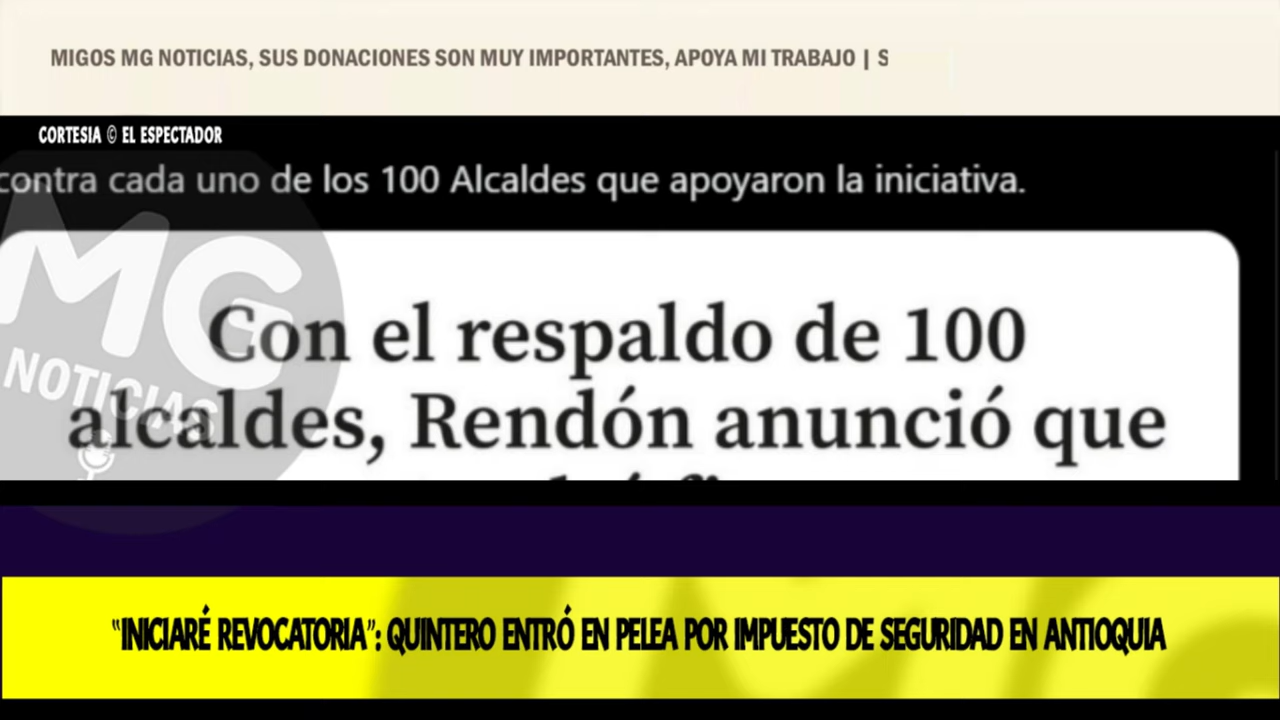 MIGOS MG NOTICIAS, SUS DONACIONES SON MUY IMPORTANTES, APOYA MI TRABAJO | S
CORTESIA © EL ESPECTADOR
contra cada uno de los 100 Alcaldes que apoyaron la iniciativa.
MG
NOTICIAS
Con el respaldo de 100
alcaldes, Rendón anunció que
"INICIARÉ REVOCATORIA": QUINTERO ENTRÓ EN PELEA POR IMPUESTO DE SEGURIDAD EN ANTIOQUIA